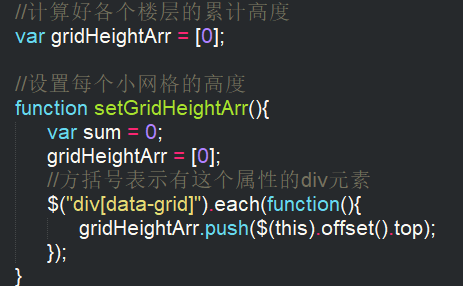 //计算好各个楼层的累计高度
var gridHeightArr = [0];
//设置每个小网格的高度
function setGridHeightArr(){
var sum = 0;
gridHeightArr = [0];
//方括号表示有这个属性的div元素
$("div[data-grid]").each(function(){
gridHeightArr.push($(this).offset().top);
});
}